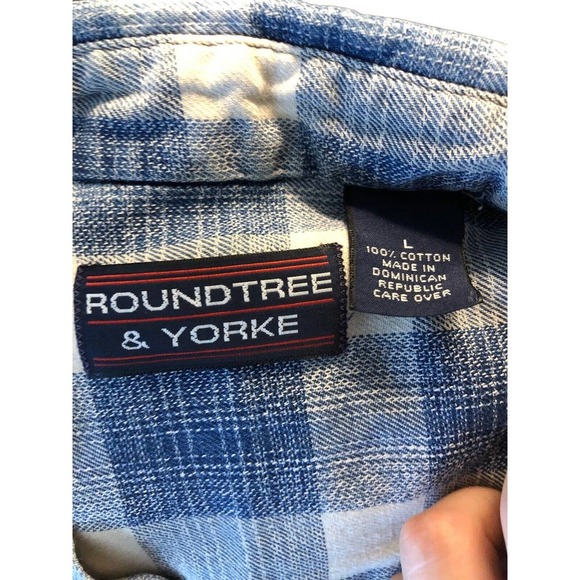 ROUNDTREE
& YORKE
L
100% COTTON
MADE IN
DOMINICAN
REPUBLIC
CARE OVER